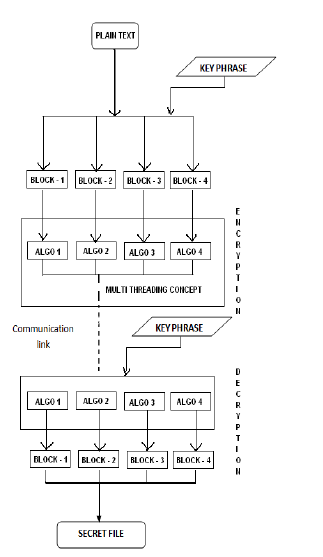 PLAIN TEXT
KEY PHRASE
BLOCK - 1
BLOCK - 2
BLOCK - 3
BLOCK - 4
ALGO 1
ALGO 2
ALGO 3
ALGO 4
MULTI THREADING CONCEPT
ENCRYPTION
Communication
link
KEY PHRASE
ALGO 1
ALGO 2
ALGO 3
ALGO 4
DECRYPTION
BLOCK - 1
BLOCK - 2
BLOCK - 3
BLOCK - 4
SECRET FILE